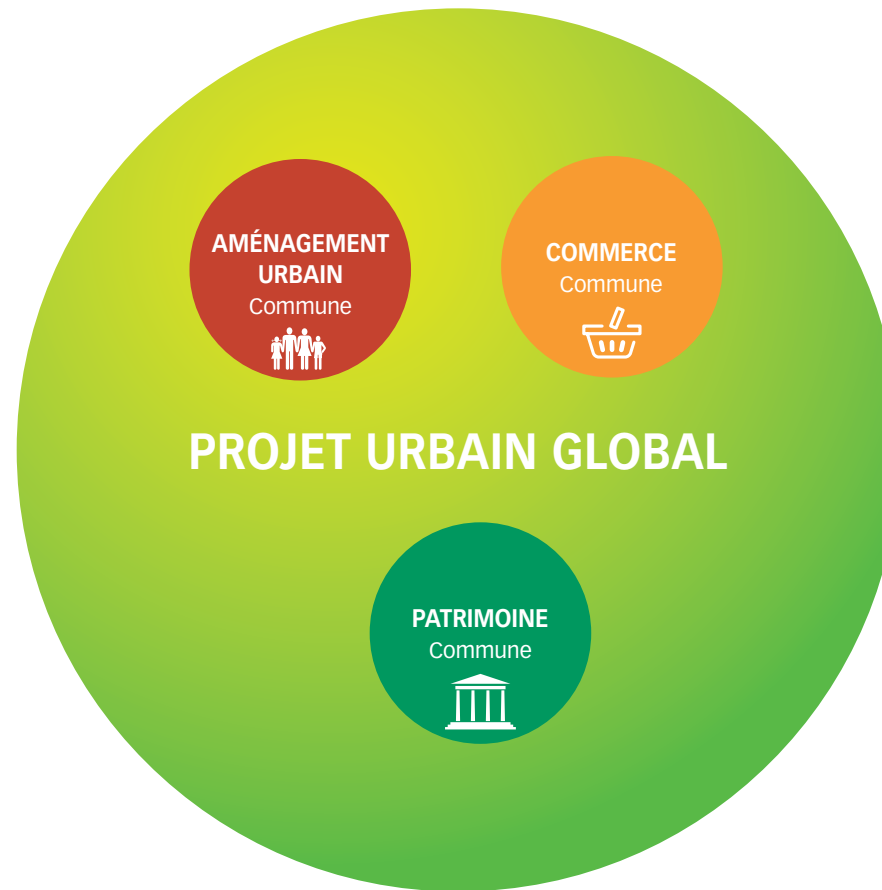 AMÉNAGEMENT
URBAIN
Commune
COMMERCE
Commune
PROJET URBAIN GLOBAL
PATRIMOINE
Commune